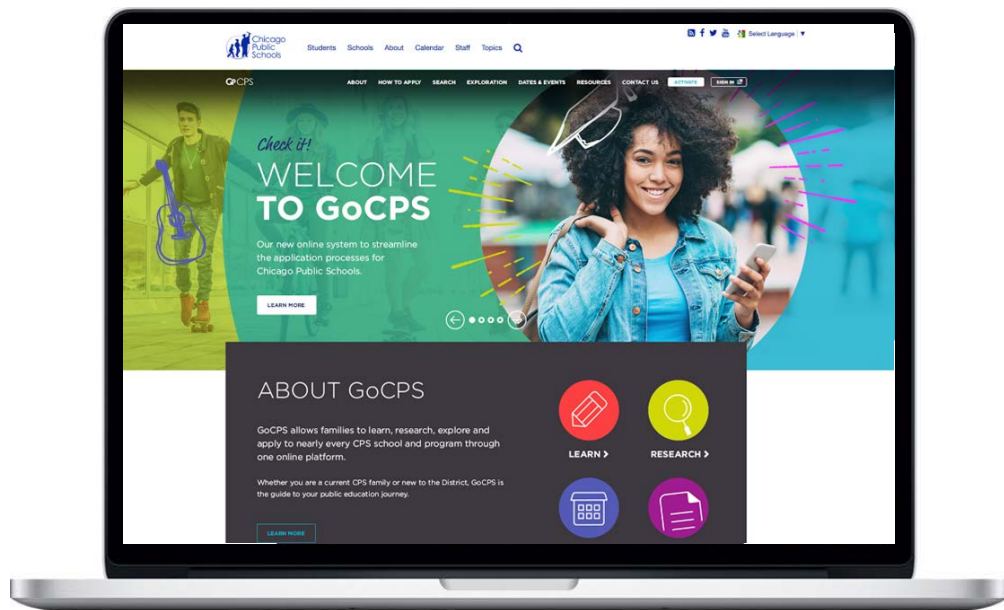 Chicago
Public
Schools
Students Schools About Calendar Staff Topics
Select Language ▼
GoCPS
ABOUT HOW TO APPLY SEARCH EXPLORATION DATES & EVENTS RESOURCES CONTACT US ACTIVATE SIGN IN
Check it!
WELCOME
TO GoCPS
Our new online system to streamline
the application processes for
Chicago Public Schools.
LEARN MORE
ABOUT GoCPS
GoCPS allows families to learn, research, explore and
apply to nearly every CPS school and program through
one online platform.
Whether you are a current CPS family or new to the District, GoCPS is
the guide to your public education journey.
LEARN MORE
LEARN >
RESEARCH >